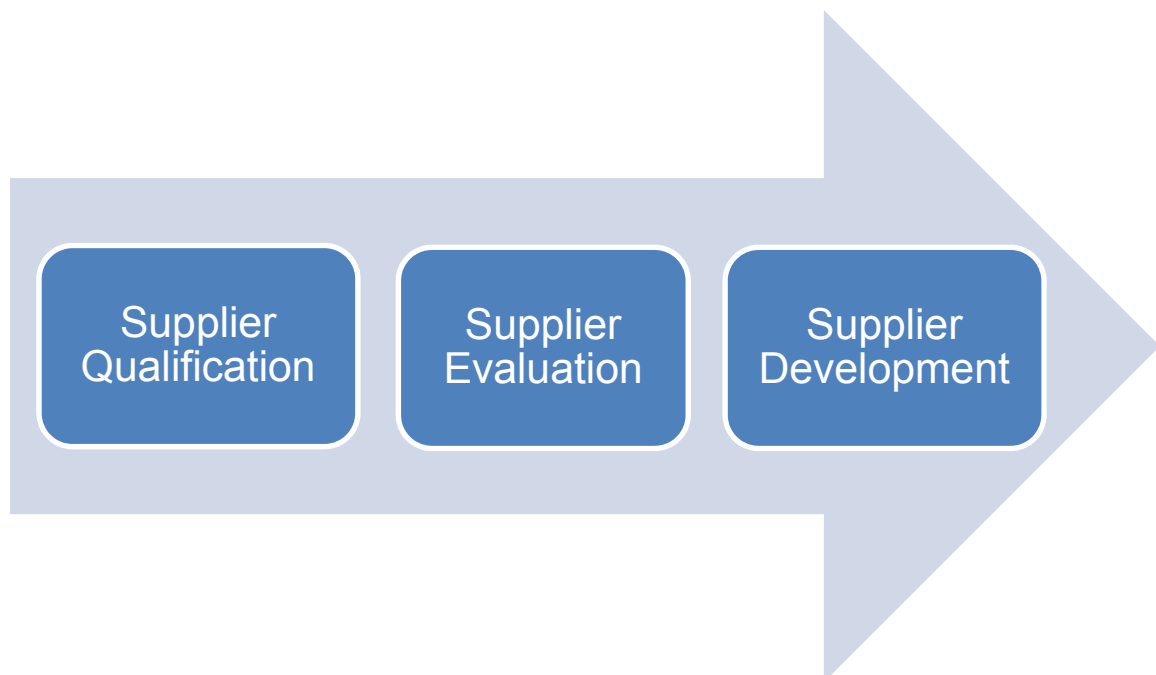 Supplier
Qualification
Supplier
Evaluation
Supplier
Development